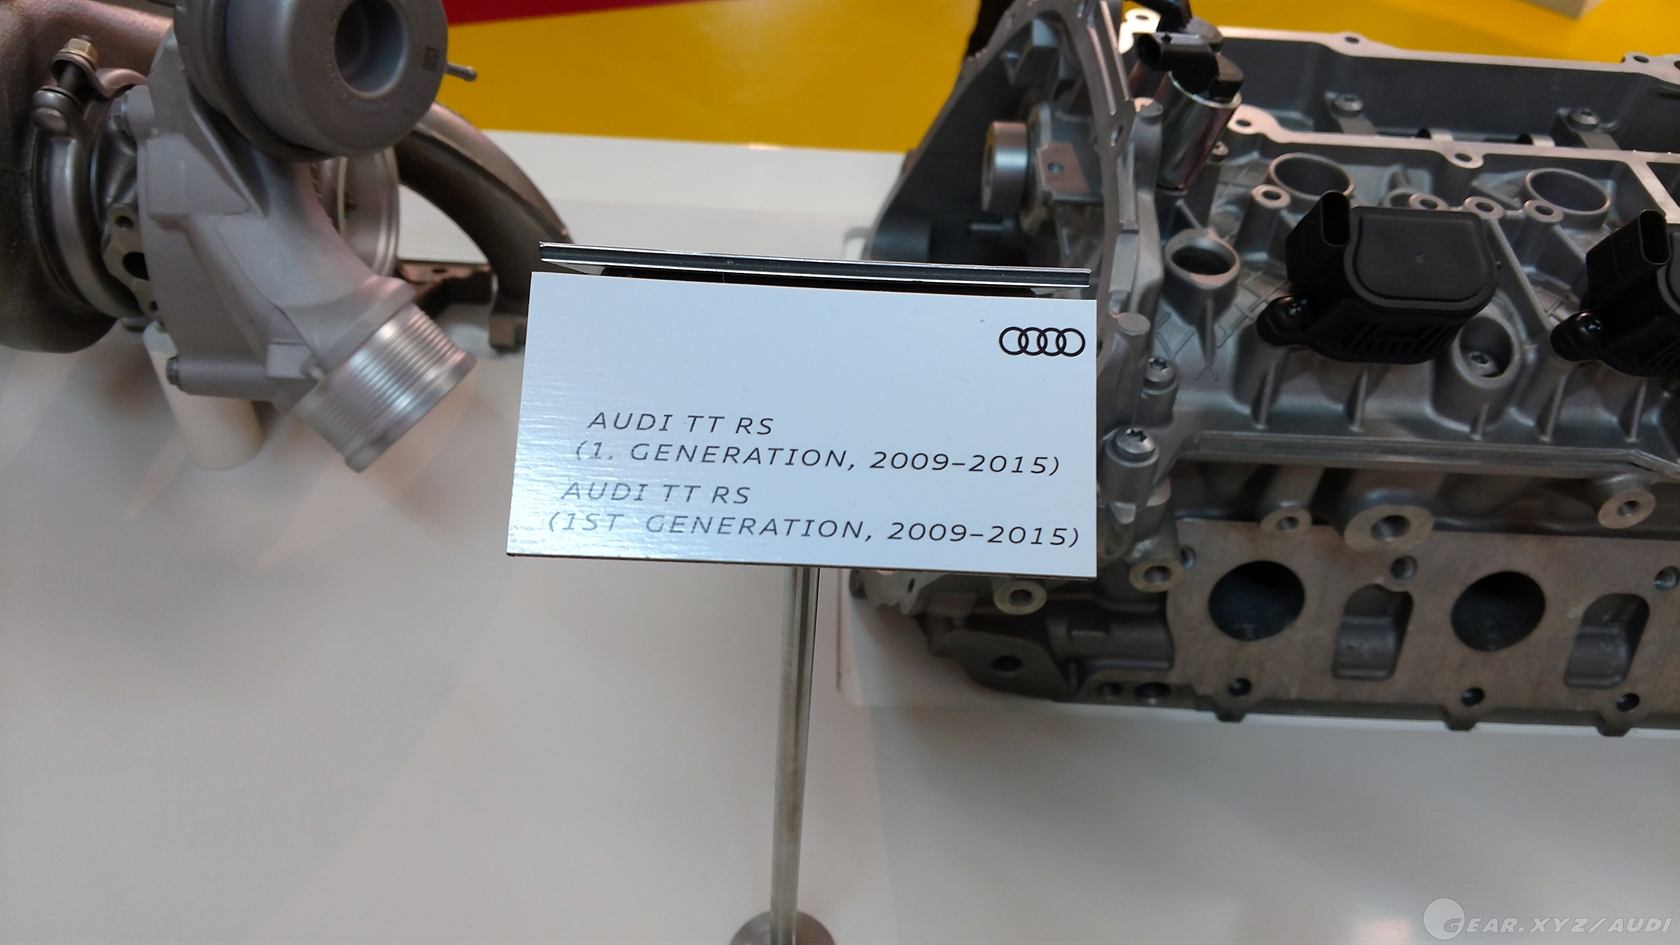 AUDI TT RS
(1. GENERATION, 2009–2015)
AUDI TT RS
(1ST GENERATION, 2009–2015)
GEAR.XYZ/AUDI